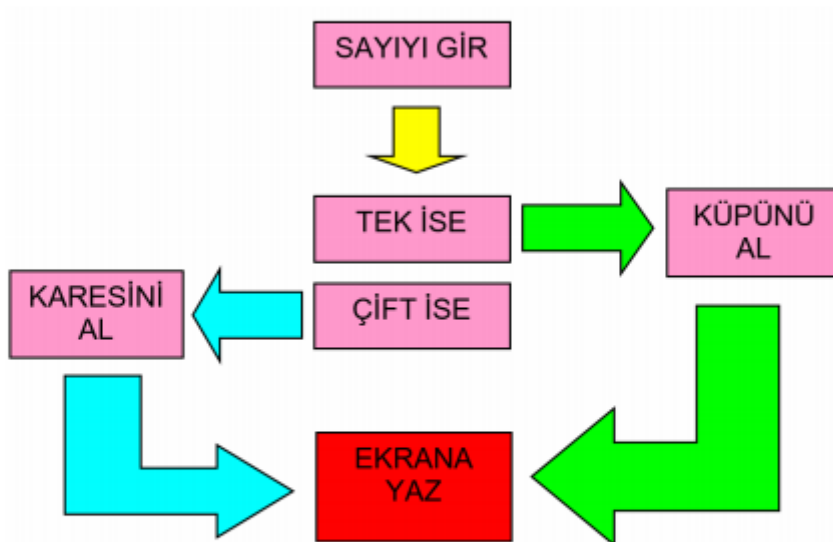 SAYIYI GİR
TEK İSE
KÜPÜNÜ
AL
KARESİNİ
AL
ÇİFT İSE
EKRANA
YAZ